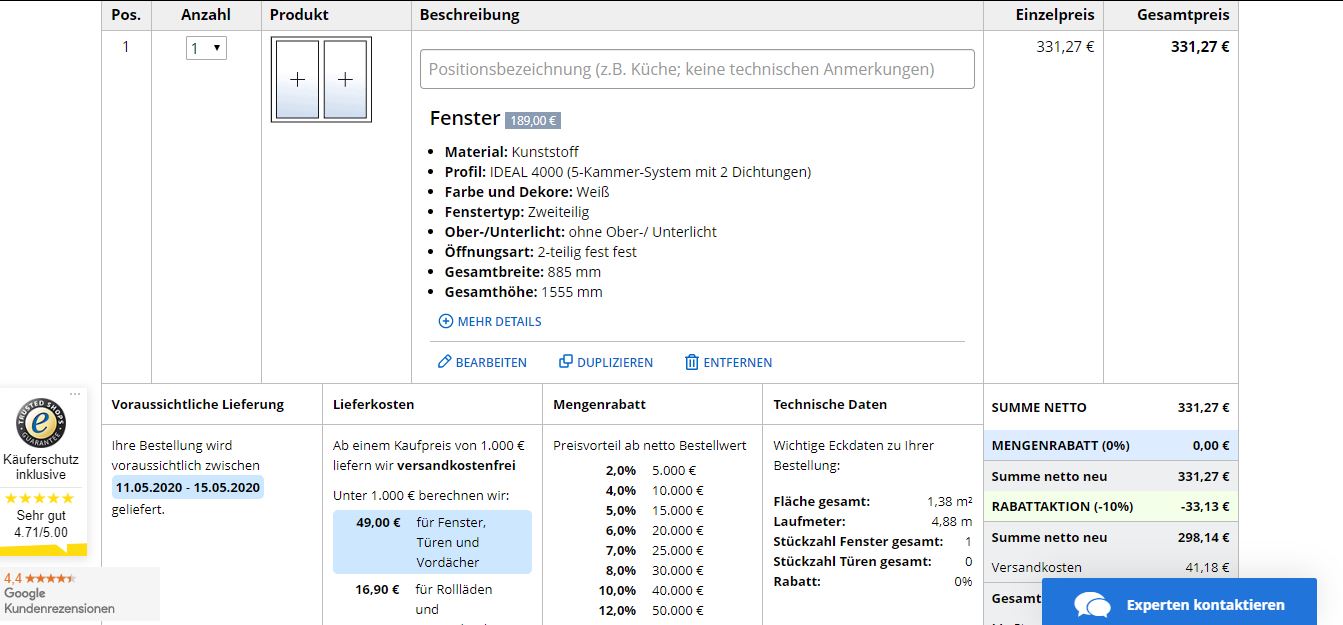 Pos. Anzahl Produkt Beschreibung Einzelpreis Gesamtpreis
1 1 331,27 € 331,27 €
Positionsbezeichnung (z.B. Küche; keine technischen Anmerkungen)
Fenster 189,00 €
Material: Kunststoff
Profil: IDEAL 4000 (5-Kammer-System mit 2 Dichtungen)
Farbe und Dekore: Weiß
Fenstertyp: Zweiteilig
Ober-/Unterlicht: ohne Ober-/ Unterlicht
Öffnungsart: 2-teilig fest fest
Gesamtbreite: 885 mm
Gesamthöhe: 1555 mm
MEHR DETAILS
BEARBEITEN DUPLIZIEREN ENTFERNEN
Voraussichtliche Lieferung
Ihre Bestellung wird
voraussichtlich zwischen
11.05.2020 - 15.05.2020
geliefert.
Lieferkosten
Ab einem Kaufpreis von 1.000 €
liefern wir versandkostenfrei
Unter 1.000 € berechnen wir:
49,00 € für Fenster,
Türen und
Vordächer
16,90 € für Rollläden
und
Mengenrabatt
Preisvorteil ab netto Bestellwert
2,0% 5.000 €
4,0% 10.000 €
5,0% 15.000 €
6,0% 20.000 €
7,0% 25.000 €
8,0% 30.000 €
10,0% 40.000 €
12,0% 50.000 €
Technische Daten
Wichtige Eckdaten zu Ihrer
Bestellung:
Fläche gesamt: 1,38 m²
Laufmeter: 4,88 m
Stückzahl Fenster gesamt: 1
Stückzahl Türen gesamt: 0
Rabatt: 0%
SUMME NETTO 331,27 €
MENGENRABATT (0%) 0,00 €
Summe netto neu 331,27 €
RABATTAKTION (-10%) -33,13 €
Summe netto neu 298,14 €
Versandkosten 41,18 €
Gesamt
Experten kontaktieren
TRUSTED SHOPS
GUARANTEE
Käuferschutz
inklusive
Sehr gut
4.71/5.00
4,4
Google
Kundenrezensionen